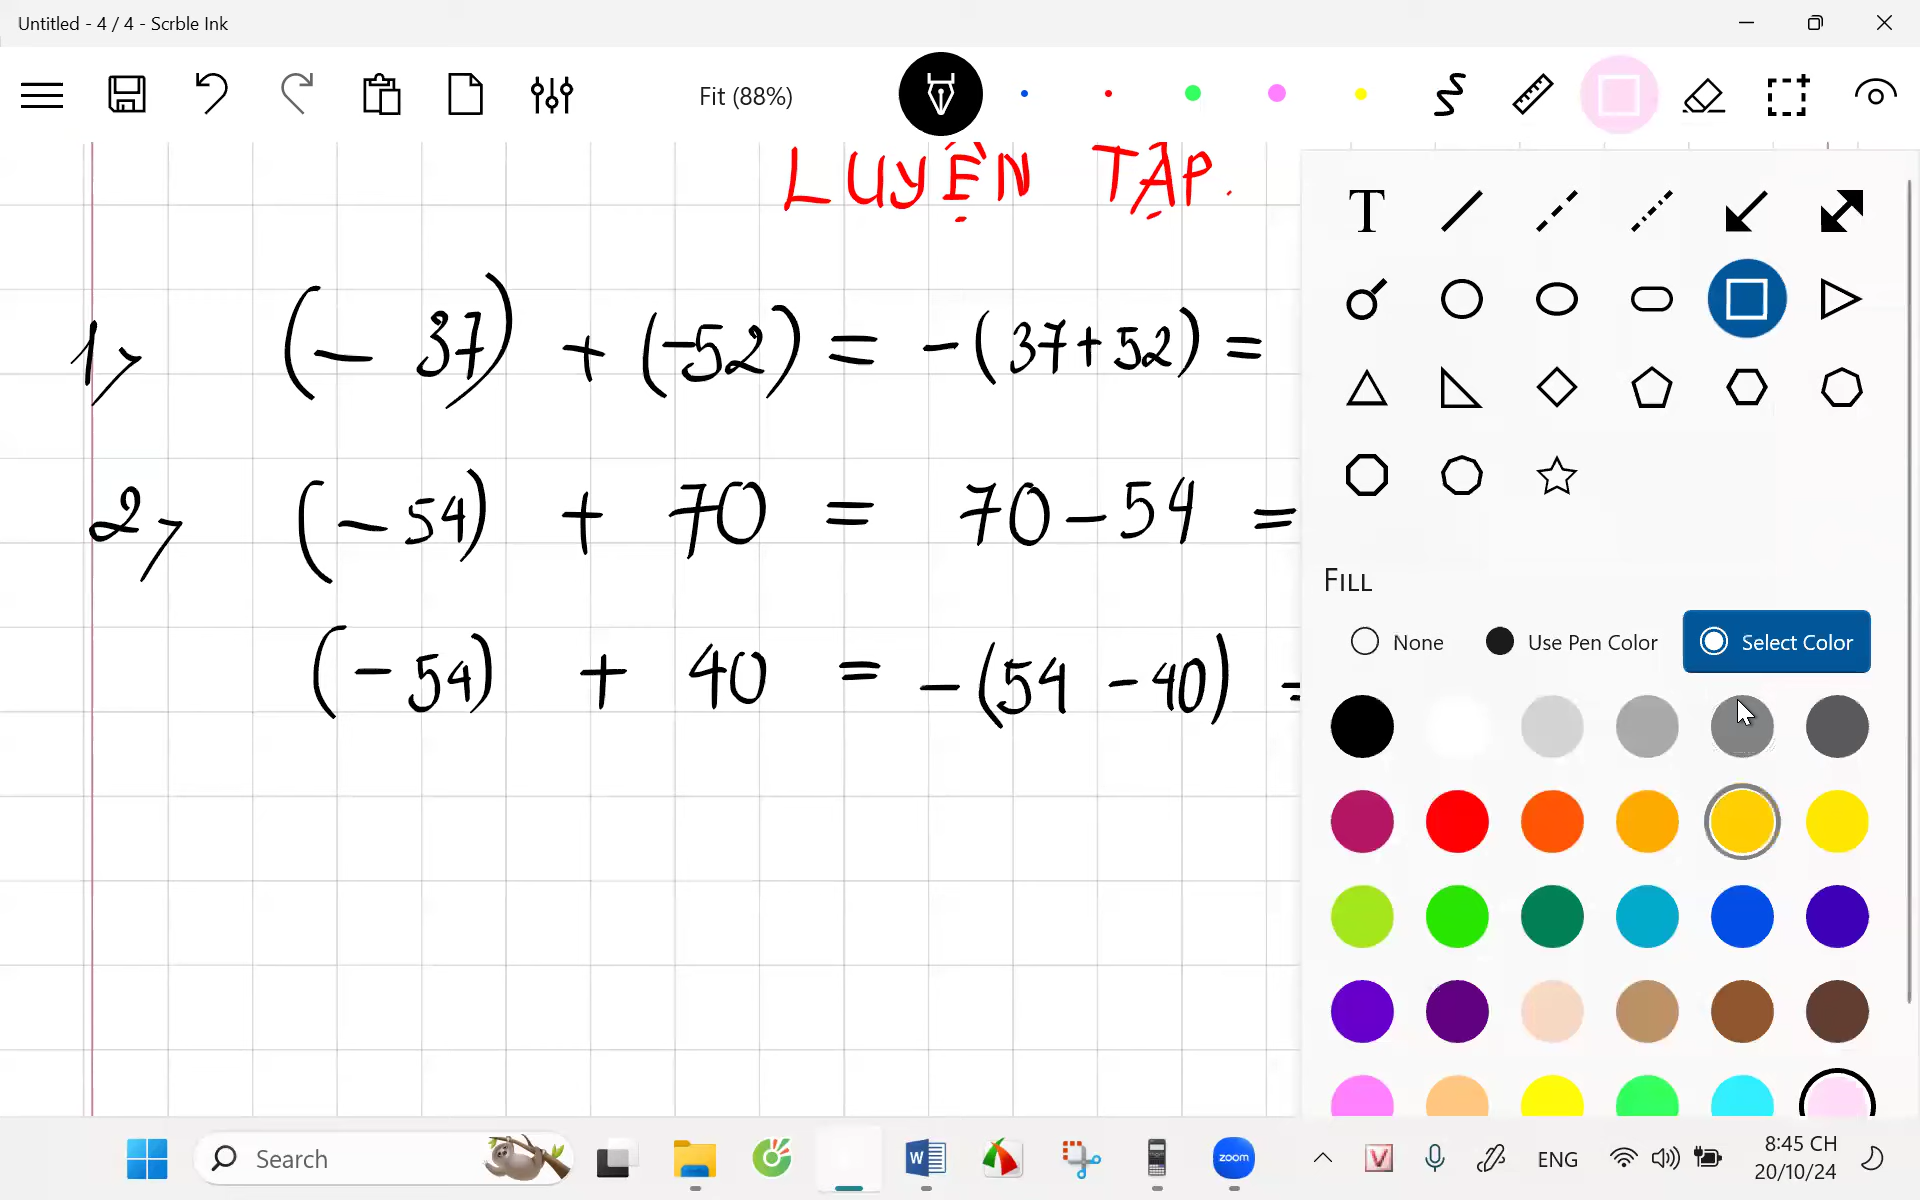 Untitled - 4 / 4 - Scrble Ink
Fit (88%)
LUYỆN TẬP.
1, (- 37) + (-52) = -(37+52) =
2, (-54) + 70 = 70-54 =
(-54) + 40 = -(54 -40) =
T
FILL
None
Use Pen Color
Select Color
Search
W
zoom
V
ENG
8:45 CH
20/10/24